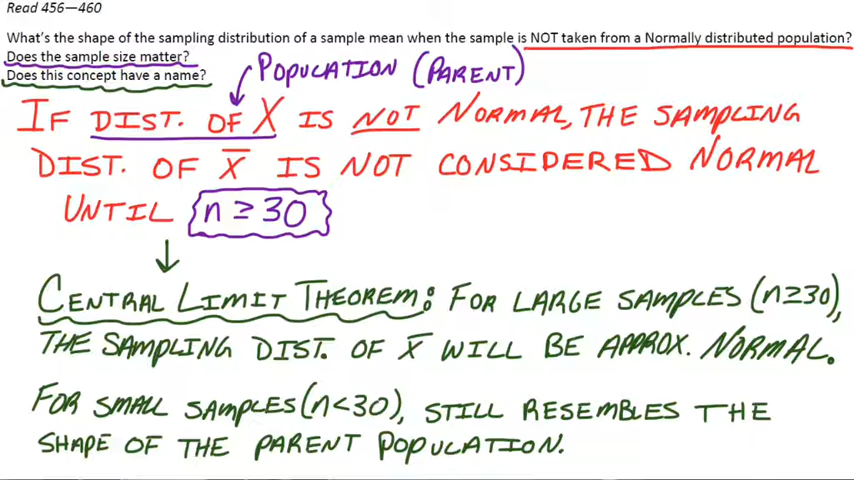 Read 456—460
What's the shape of the sampling distribution of a sample mean when the sample is NOT taken from a Normally distributed population?
Does the sample size matter?
Does this concept have a name?
POPULATION (PARENT)
IF DIST. OF X IS NOT NORMAL, THE SAMPLING
DIST. OF X̄ IS NOT CONSIDERED NORMAL
UNTIL n ≥ 30
CENTRAL LIMIT THEOREM: FOR LARGE SAMPLES (n≥30),
THE SAMPLING DIST. OF X̄ WILL BE APPROX. NORMAL.
FOR SMALL SAMPLES (n<30), STILL RESEMBLES THE
SHAPE OF THE PARENT POPULATION.